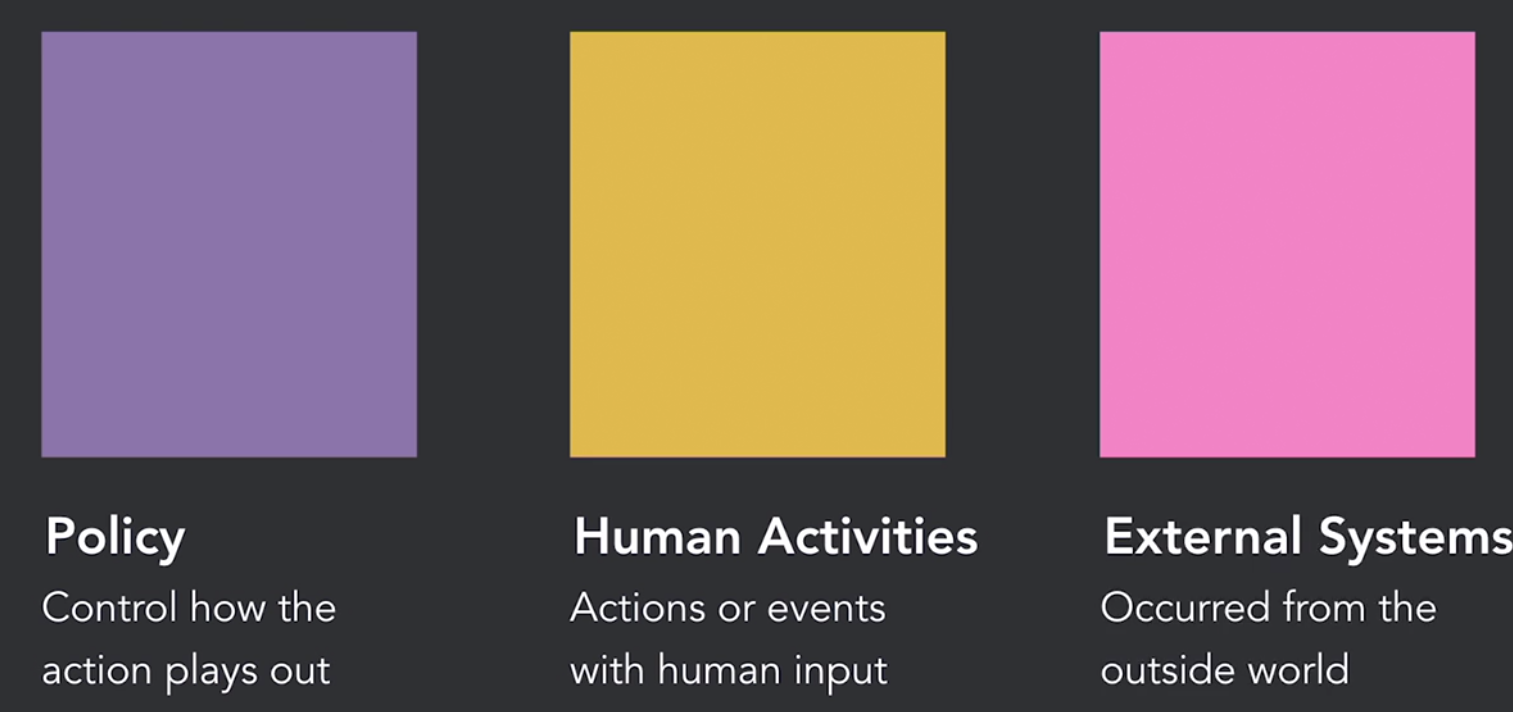 Policy
Control how the
action plays out
Human Activities
Actions or events
with human input
External Systems
Occurred from the
outside world